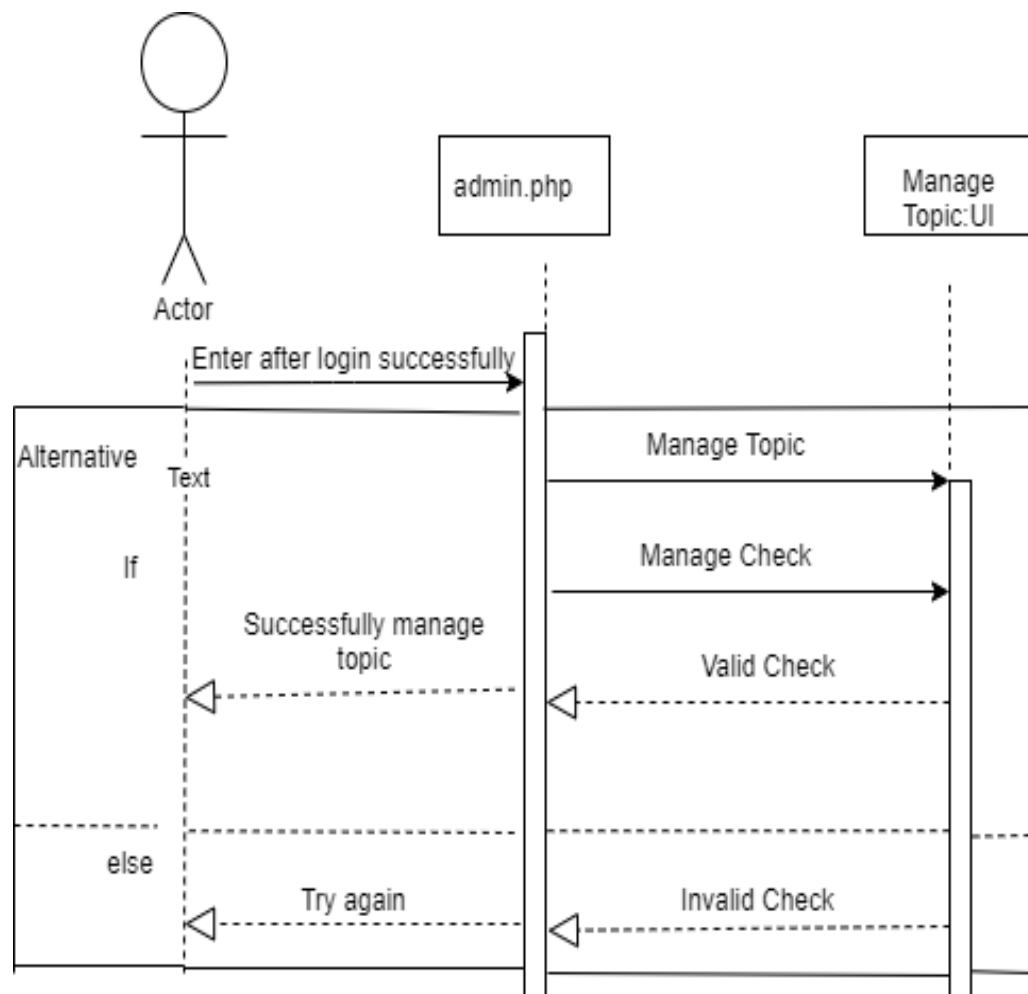 admin.php
Manage
Topic:UI
Actor
Enter after login successfully
Alternative
Manage Topic
Text
If
Manage Check
Successfully manage
topic
Valid Check
else
Try again
Invalid Check